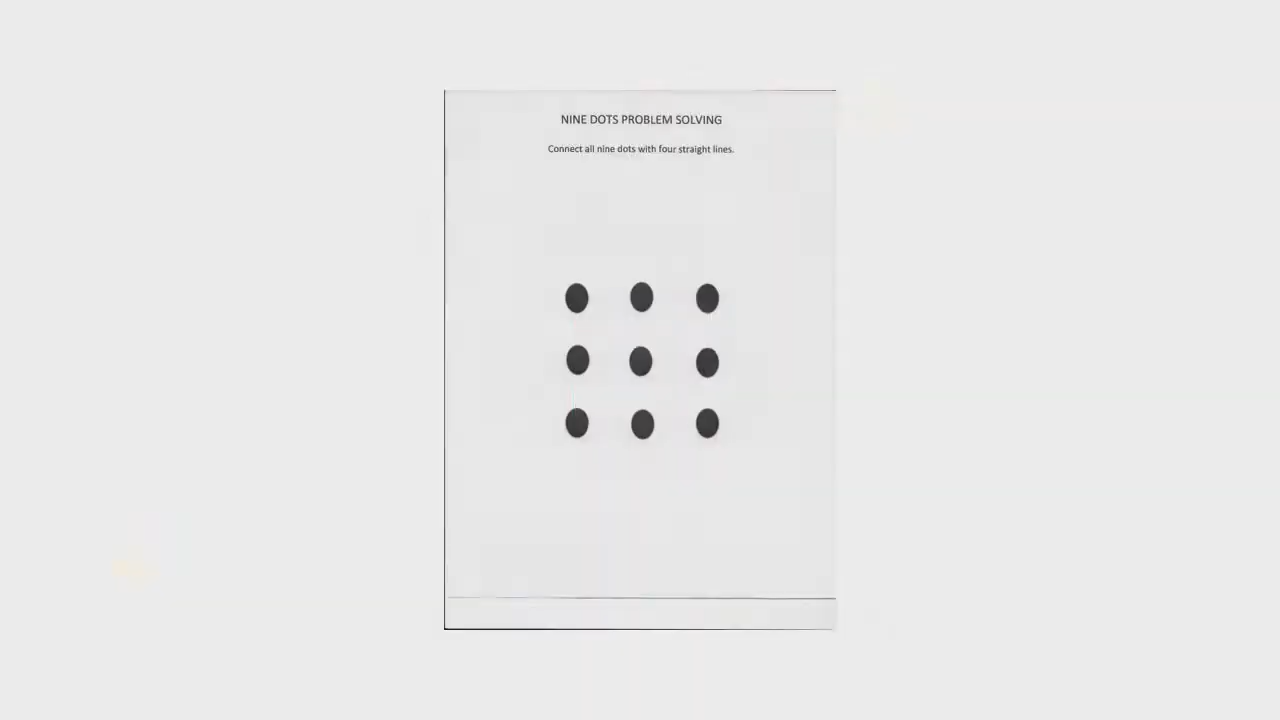 NINE DOTS PROBLEM SOLVING
Connect all nine dots with four straight lines.